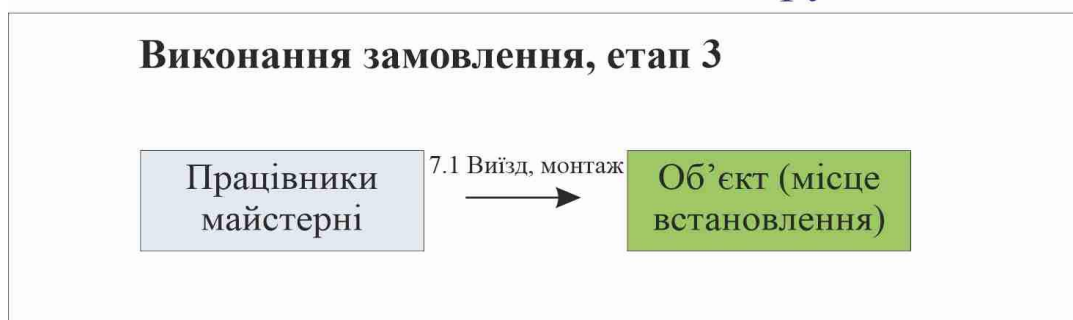 Виконання замовлення, етап 3
Працівники
майстерні
7.1 Виїзд, монтаж
Об’єкт (місце
встановлення)